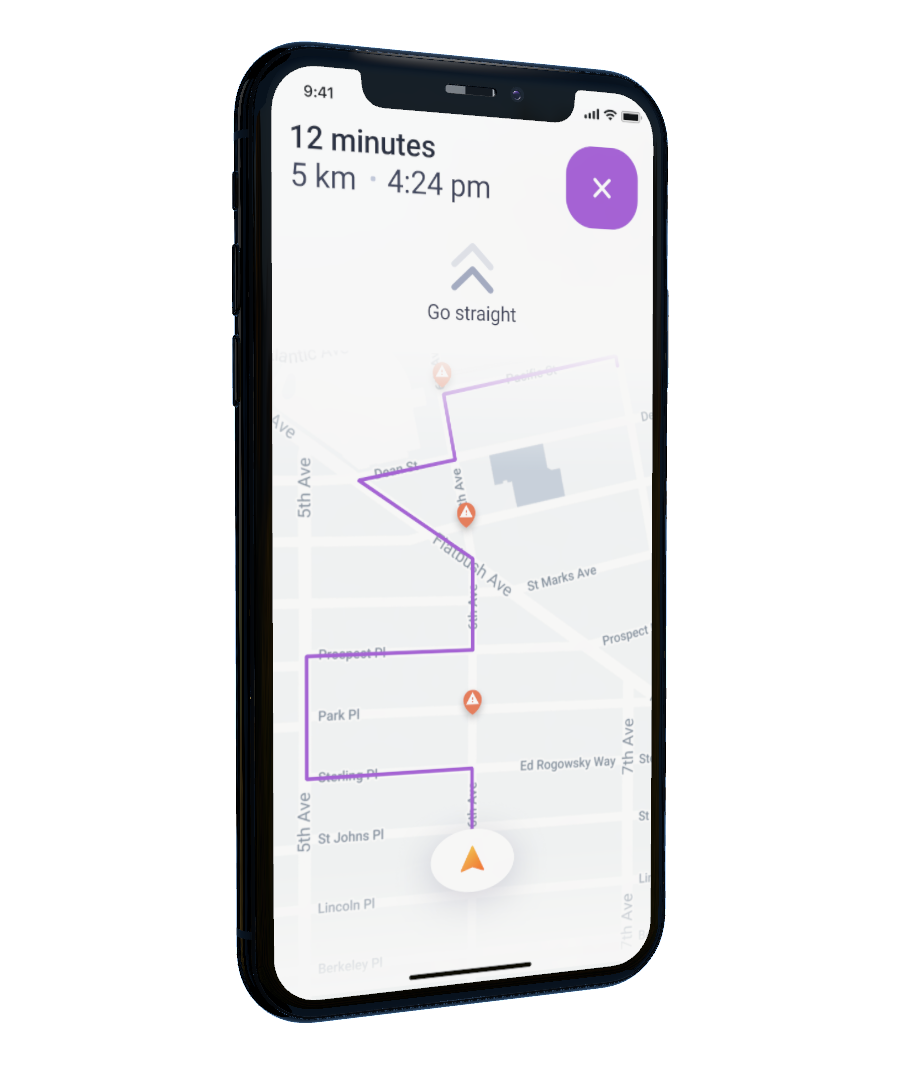 9:41
12 minutes
5 km · 4:24 pm
Go straight
Pacific St
Ave
Dean St
5th Ave
Ave
Flatbush Ave
St Marks Ave
6th Ave
Prospect
Prospect Pl
Park Pl
7th Ave
Ed Rogowsky Way
Sterling Pl
6th Ave
5th Ave
St Johns Pl
St
Lincoln Pl
7th Ave
Berkeley Pl